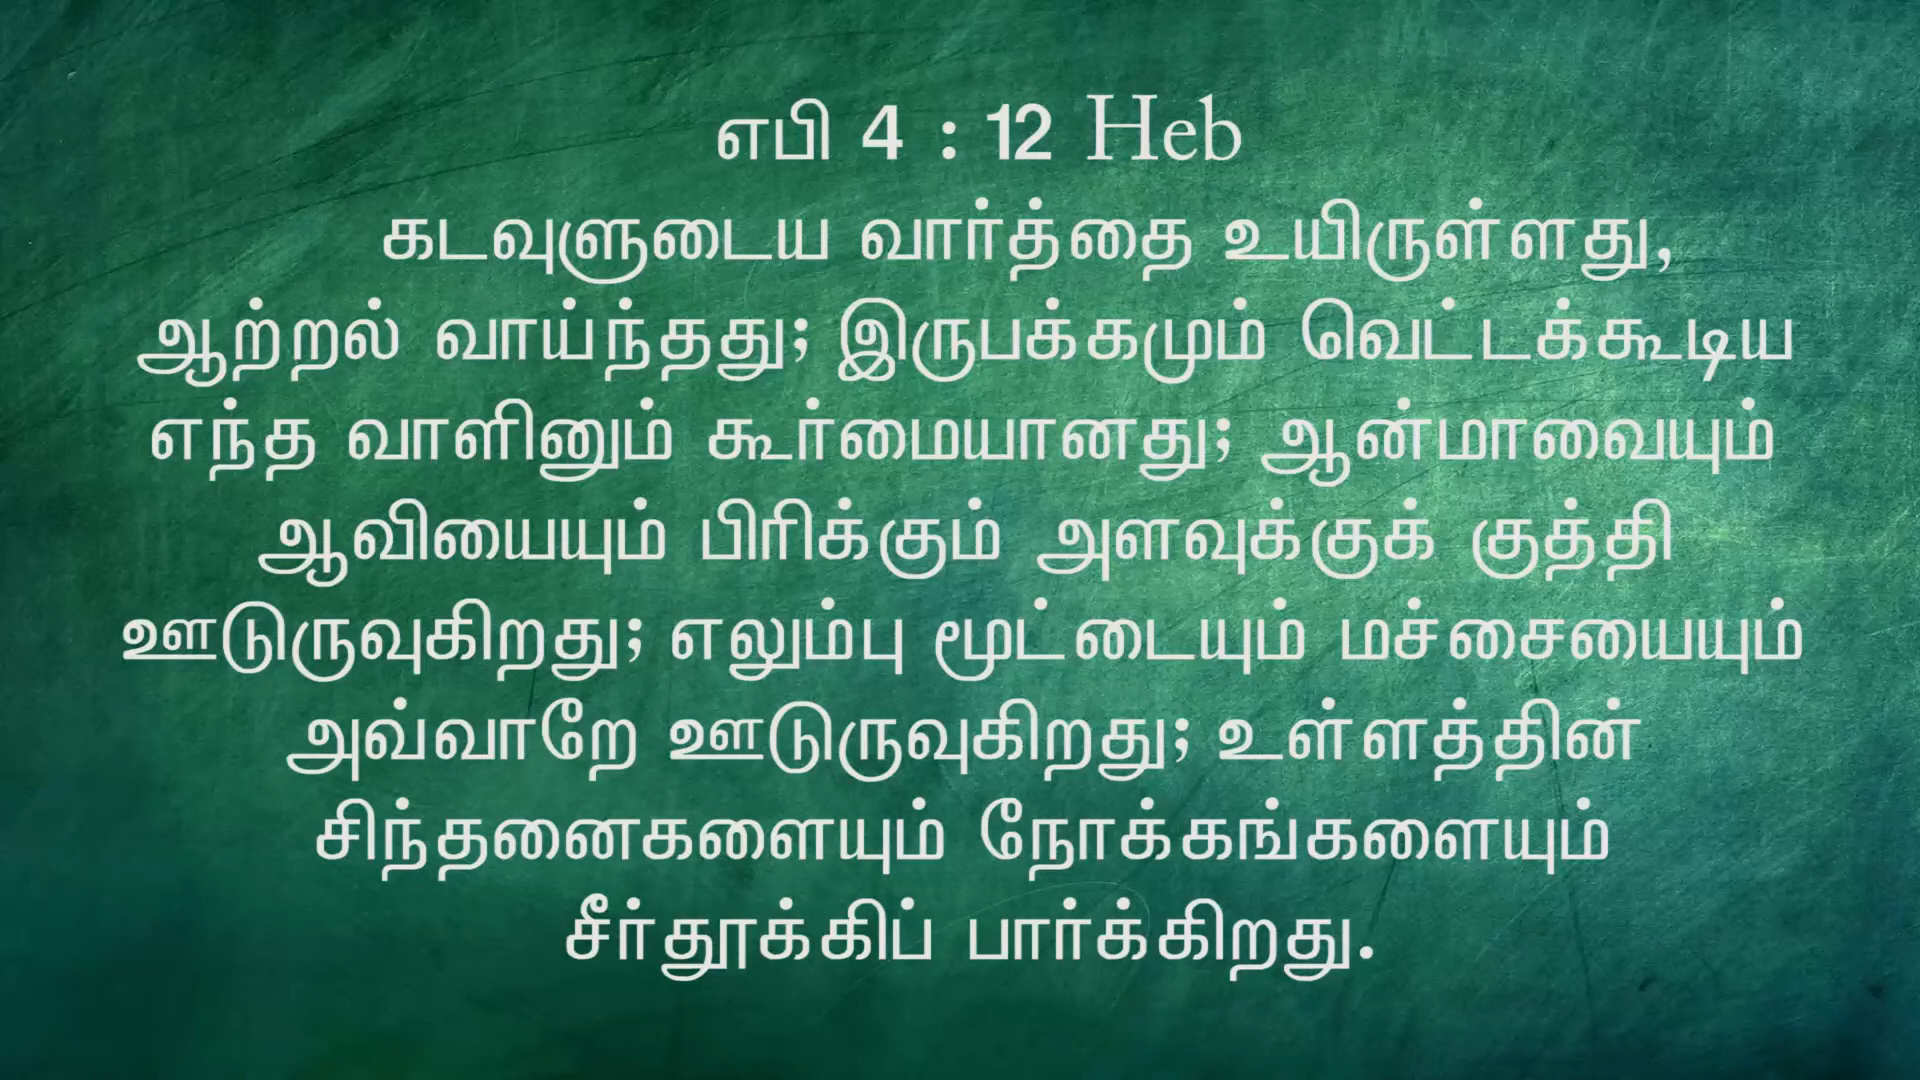 எபி 4 : 12 Heb
கடவுளுடைய வார்த்தை உயிருள்ளது,
ஆற்றல் வாய்ந்தது; இருபக்கமும் வெட்டக்கூடிய
எந்த வாளினும் கூர்மையானது; ஆன்மாவையும்
ஆவியையும் பிரிக்கும் அளவுக்குக் குத்தி
ஊடுருவுகிறது; எலும்பு மூட்டையும் மச்சையையும்
அவ்வாறே ஊடுருவுகிறது; உள்ளத்தின்
சிந்தனைகளையும் நோக்கங்களையும்
சீர்தூக்கிப் பார்க்கிறது.